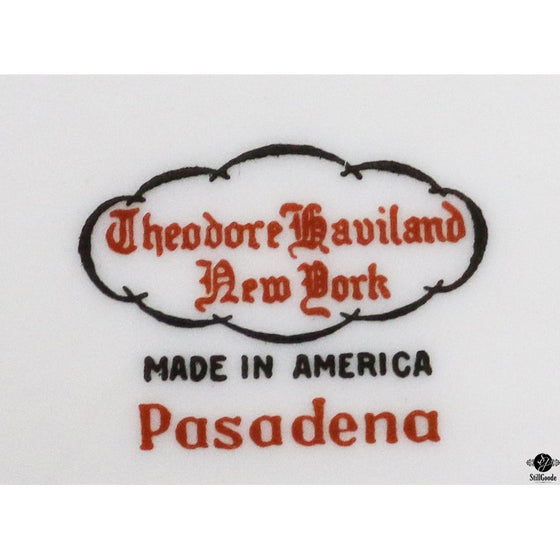 Theodore Haviland
New York
MADE IN AMERICA
Pasadena
StillGoode